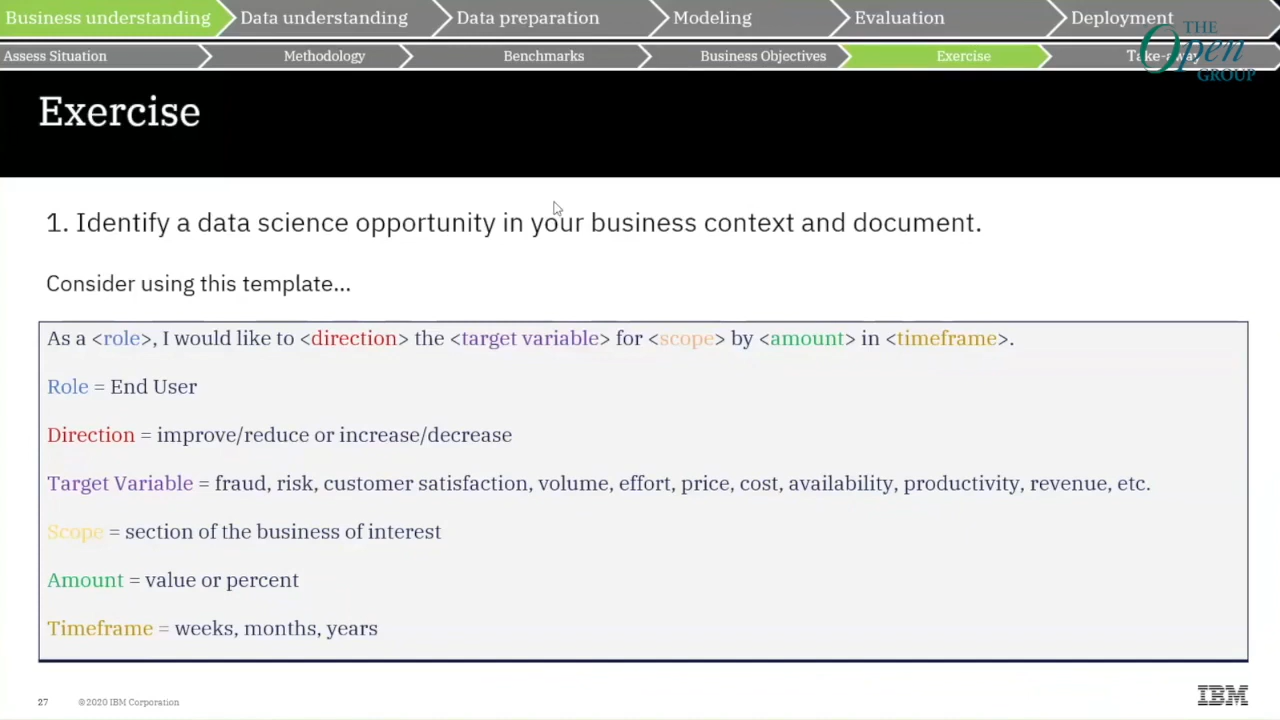 Business understanding
Data understanding
Data preparation
Modeling
Evaluation
Deployment
Assess Situation
Methodology
Benchmarks
Business Objectives
Exercise
Take-away
THE
Open
GROUP
Exercise
1. Identify a data science opportunity in your business context and document.
Consider using this template...
As a <role>, I would like to <direction> the <target variable> for <scope> by <amount> in <timeframe>.
Role = End User
Direction = improve/reduce or increase/decrease
Target Variable = fraud, risk, customer satisfaction, volume, effort, price, cost, availability, productivity, revenue, etc.
Scope = section of the business of interest
Amount = value or percent
Timeframe = weeks, months, years
27
©2020 IBM Corporation
IBM